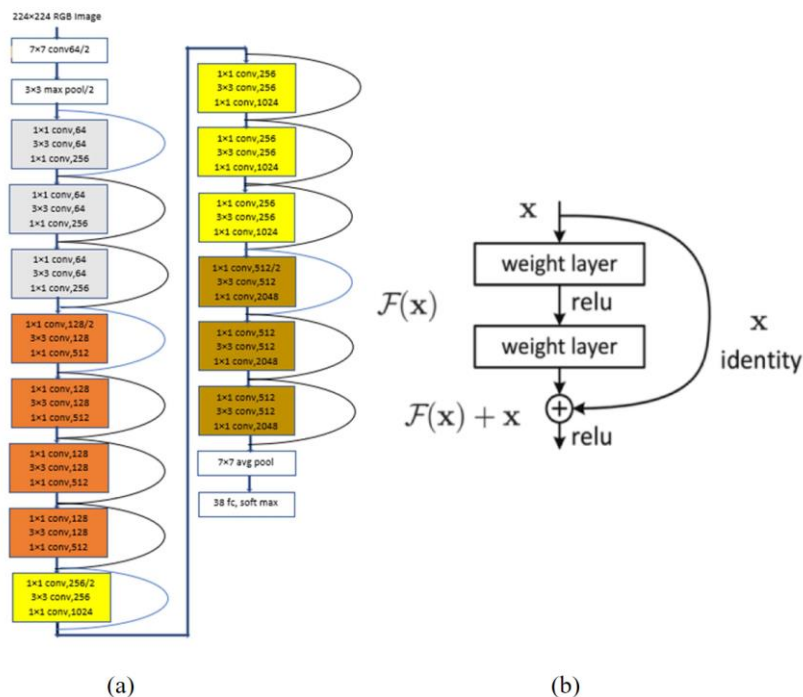 224×224 RGB Image
7×7 conv64/2
3×3 max pool/2
1×1 conv,64
3×3 conv,64
1×1 conv,256
1×1 conv,64
3×3 conv,64
1×1 conv,256
1×1 conv,64
3×3 conv,64
1×1 conv,256
1×1 conv,128/2
3×3 conv,128
1×1 conv,512
1×1 conv,128
3×3 conv,128
1×1 conv,512
1×1 conv,128
3×3 conv,128
1×1 conv,512
1×1 conv,128
3×3 conv,128
1×1 conv,512
1×1 conv,256/2
3×3 conv,256
1×1 conv,1024
1×1 conv,256
3×3 conv,256
1×1 conv,1024
1×1 conv,256
3×3 conv,256
1×1 conv,1024
1×1 conv,256
3×3 conv,256
1×1 conv,1024
1×1 conv,512/2
3×3 conv,512
1×1 conv,2048
1×1 conv,512
3×3 conv,512
1×1 conv,2048
1×1 conv,512
3×3 conv,512
1×1 conv,2048
7×7 avg pool
38 fc, soft max
(a)
x
weight layer
F(x)
relu
weight layer
x
identity
F(x) + x
relu
(b)